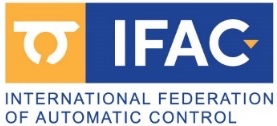 IFAC
INTERNATIONAL FEDERATION
OF AUTOMATIC CONTROL